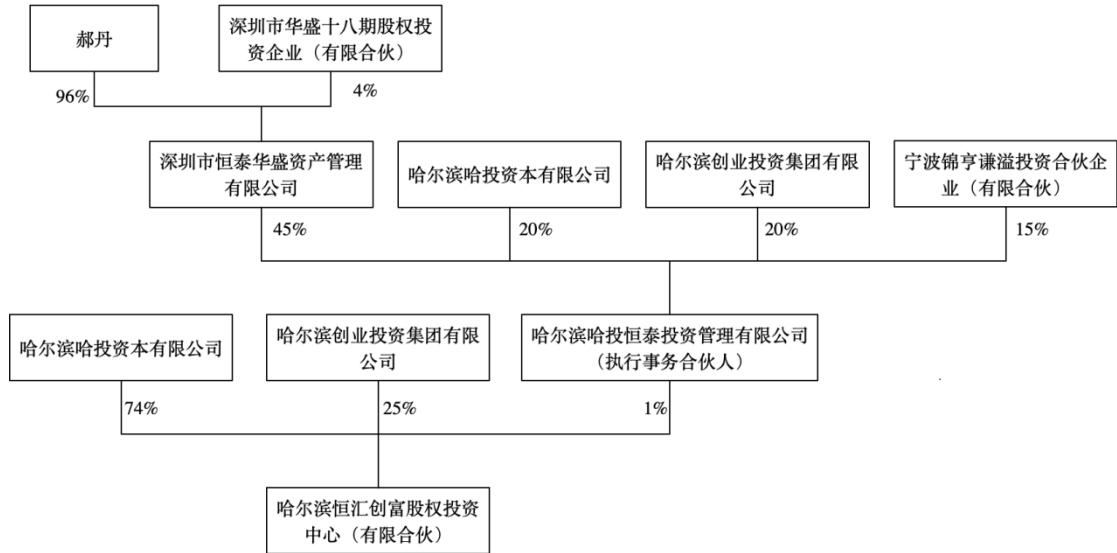 郝丹
深圳市华盛十八期股权投
资企业（有限合伙）
96%
4%
深圳市恒泰华盛资产管理
有限公司
哈尔滨哈投资本有限公司
哈尔滨创业投资集团有限
公司
宁波锦亨谦溢投资合伙企
业（有限合伙）
45%
20%
20%
15%
哈尔滨哈投资本有限公司
哈尔滨创业投资集团有限
公司
哈尔滨哈投恒泰投资管理有限公司
（执行事务合伙人）
74%
25%
1%
哈尔滨恒汇创富股权投资
中心（有限合伙）